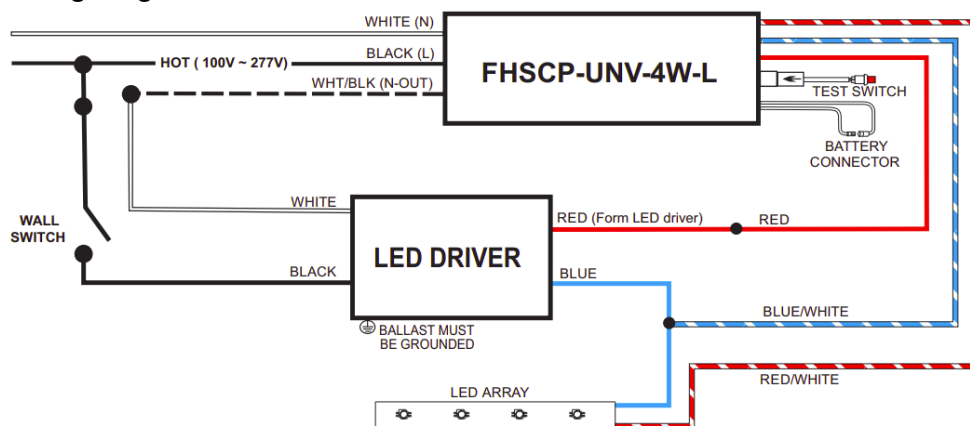 WHITE (N)
BLACK (L)
HOT ( 100V ~ 277V)
WHT/BLK (N-OUT)
FHSCP-UNV-4W-L
TEST SWITCH
BATTERY
CONNECTOR
WALL
SWITCH
WHITE
BLACK
LED DRIVER
RED (Form LED driver)
RED
BLUE
BLUE/WHITE
BALLAST MUST
BE GROUNDED
RED/WHITE
LED ARRAY